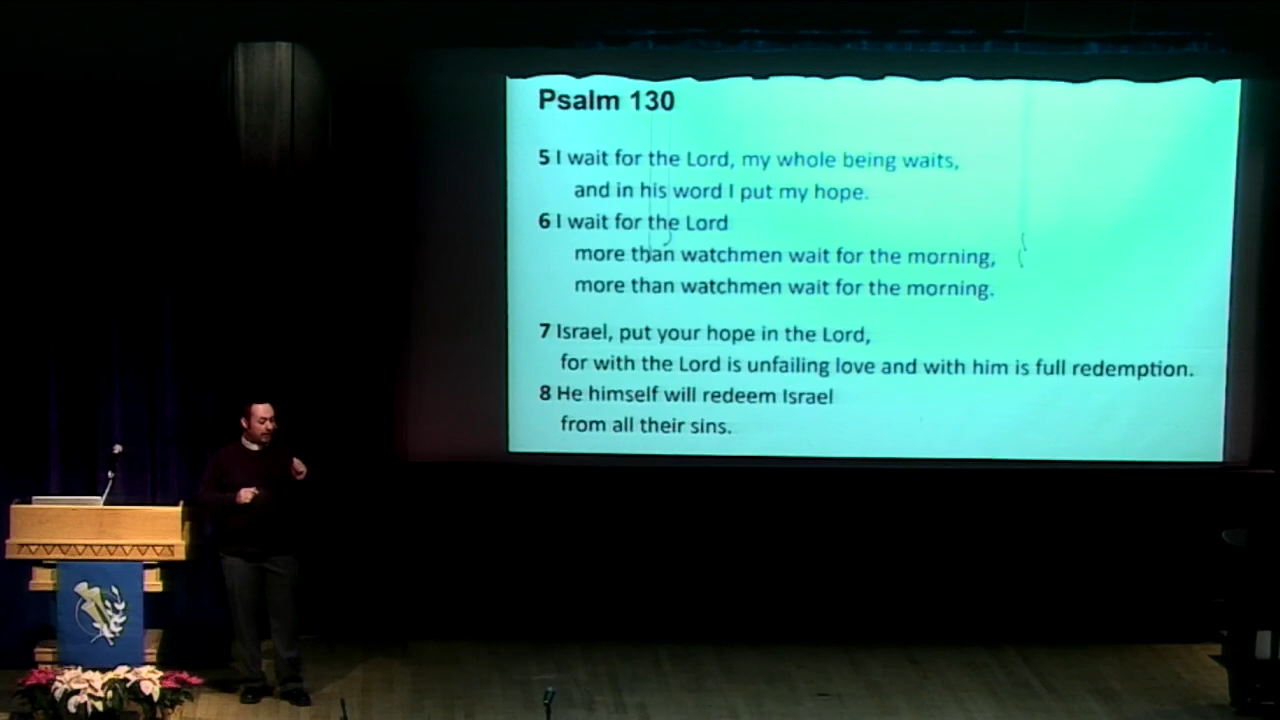 Psalm 130
5 I wait for the Lord, my whole being waits,
and in his word I put my hope.
6 I wait for the Lord
more than watchmen wait for the morning,
more than watchmen wait for the morning.
7 Israel, put your hope in the Lord,
for with the Lord is unfailing love and with him is full redemption.
8 He himself will redeem Israel
from all their sins.